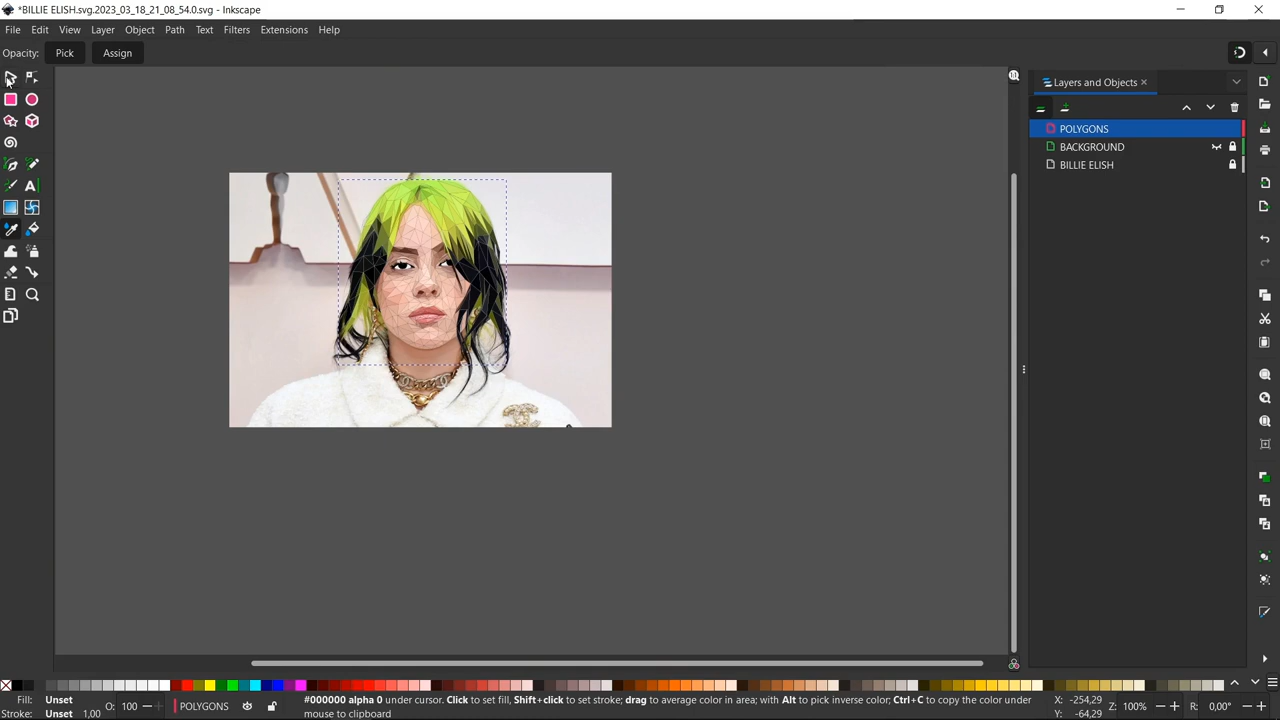 *BILLIE ELISH.svg.2023_03_18_21_08_54.0.svg - Inkscape
File Edit View Layer Object Path Text Filters Extensions Help
Opacity: Pick Assign
Layers and Objects
POLYGONS
BACKGROUND
BILLIE ELISH
Fill: Unset O: 100 POLYGONS #000000 alpha 0 under cursor. Click to set fill, Shift+click to set stroke; drag to average color in area; with Alt to pick inverse color; Ctrl+C to copy the color under X: -254,29 Z: 100% R: 0,00°
Stroke: Unset 1,00 mouse to clipboard Y: -64,29